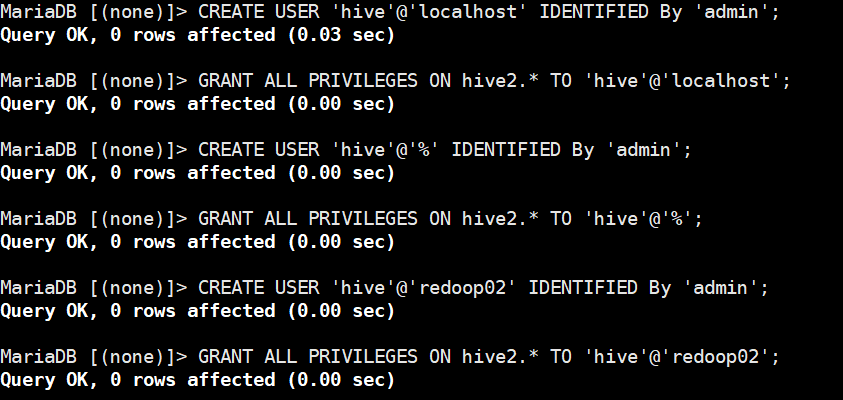 MariaDB [(none)]> CREATE USER 'hive'@'localhost' IDENTIFIED By 'admin';
Query OK, 0 rows affected (0.03 sec)
MariaDB [(none)]> GRANT ALL PRIVILEGES ON hive2.* TO 'hive'@'localhost';
Query OK, 0 rows affected (0.00 sec)
MariaDB [(none)]> CREATE USER 'hive'@'%' IDENTIFIED By 'admin';
Query OK, 0 rows affected (0.00 sec)
MariaDB [(none)]> GRANT ALL PRIVILEGES ON hive2.* TO 'hive'@'%';
Query OK, 0 rows affected (0.00 sec)
MariaDB [(none)]> CREATE USER 'hive'@'redoop02' IDENTIFIED By 'admin';
Query OK, 0 rows affected (0.00 sec)
MariaDB [(none)]> GRANT ALL PRIVILEGES ON hive2.* TO 'hive'@'redoop02';
Query OK, 0 rows affected (0.00 sec)